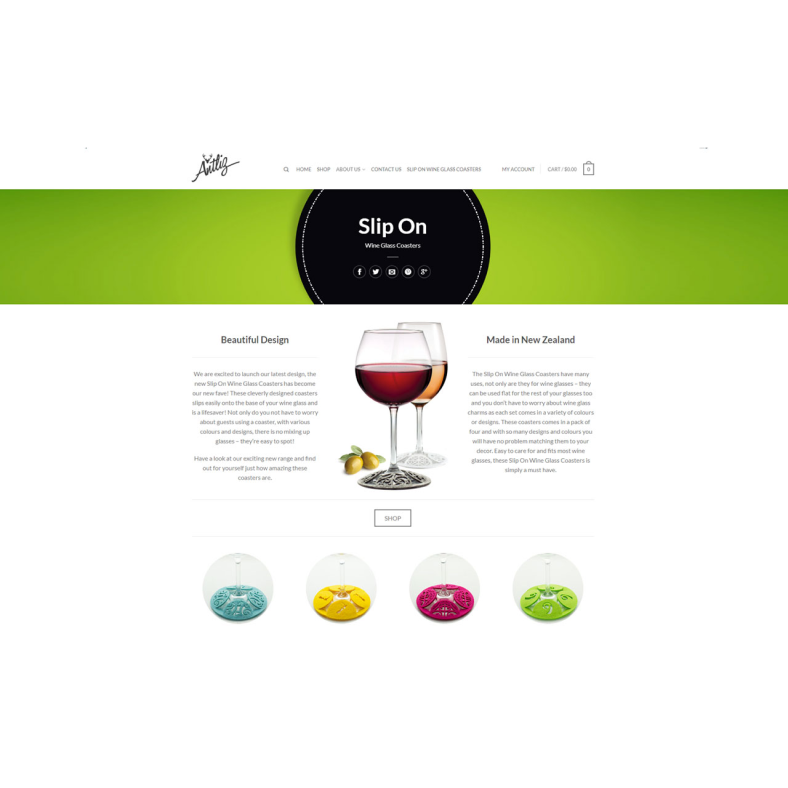 Antliz
HOME SHOP ABOUT US CONTACT US SLIP ON WINE GLASS COASTERS MY ACCOUNT CART / $0.00 0
Slip On
Wine Glass Coasters
Beautiful Design
We are excited to launch our latest design, the
new Slip On Wine Glass Coasters has become
our new fave! These cleverly designed coasters
slips easily onto the base of your wine glass and
is a lifesaver! Not only do you not have to worry
about guests using a coaster, with various
colours and designs, there is no mixing up
glasses – they're easy to spot!
Have a look at our exciting new range and find
out for yourself just how amazing these
coasters are.
Made in New Zealand
The Slip On Wine Glass Coasters have many
uses, not only are they for wine glasses – they
can be used flat for the rest of your glasses too
and you don't have to worry about wine glass
charms as each set comes in a variety of colours
or designs. These coasters comes in a pack of
four and with so many designs and colours you
will have no problem matching them to your
decor. Easy to care for and fits most wine
glasses, these Slip On Wine Glass Coasters is
simply a must have.
SHOP